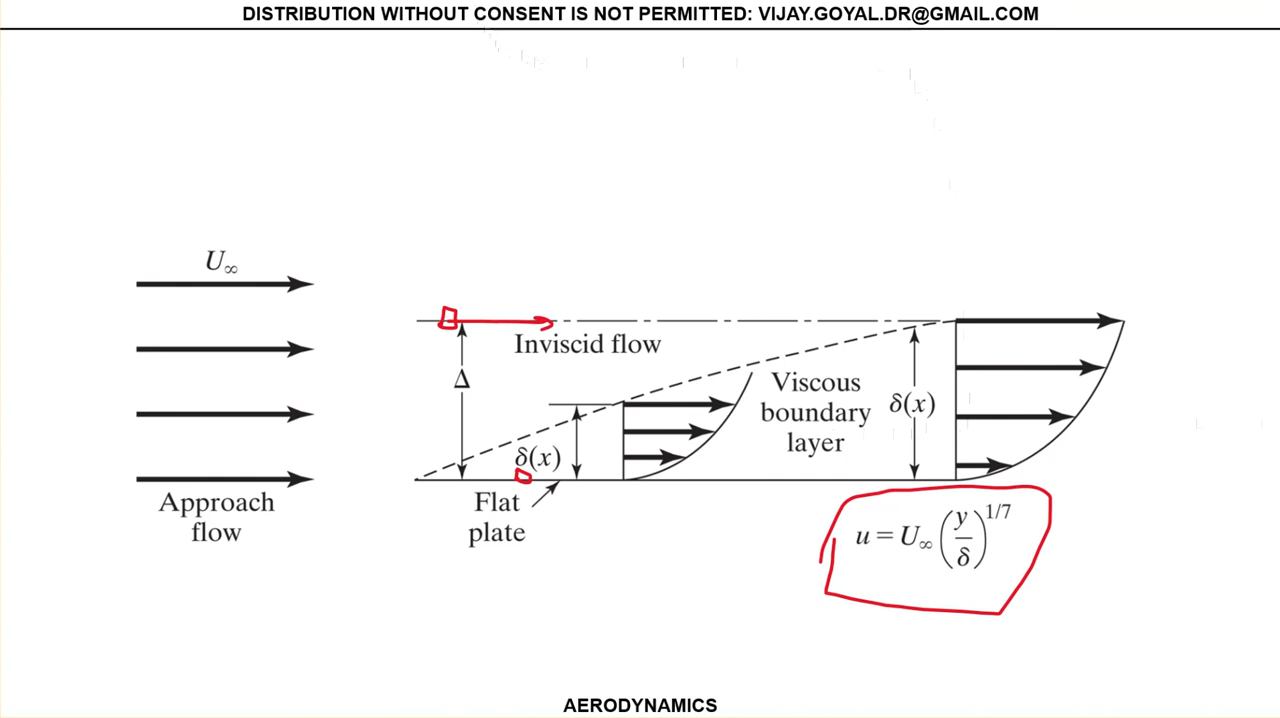 DISTRIBUTION WITHOUT CONSENT IS NOT PERMITTED: VIJAY.GOYAL.DR@GMAIL.COM
U∞
Inviscid flow
Δ
Viscous
boundary
layer
δ(x)
δ(x)
Approach
flow
Flat
plate
u = U∞ (y/δ)^1/7
AERODYNAMICS